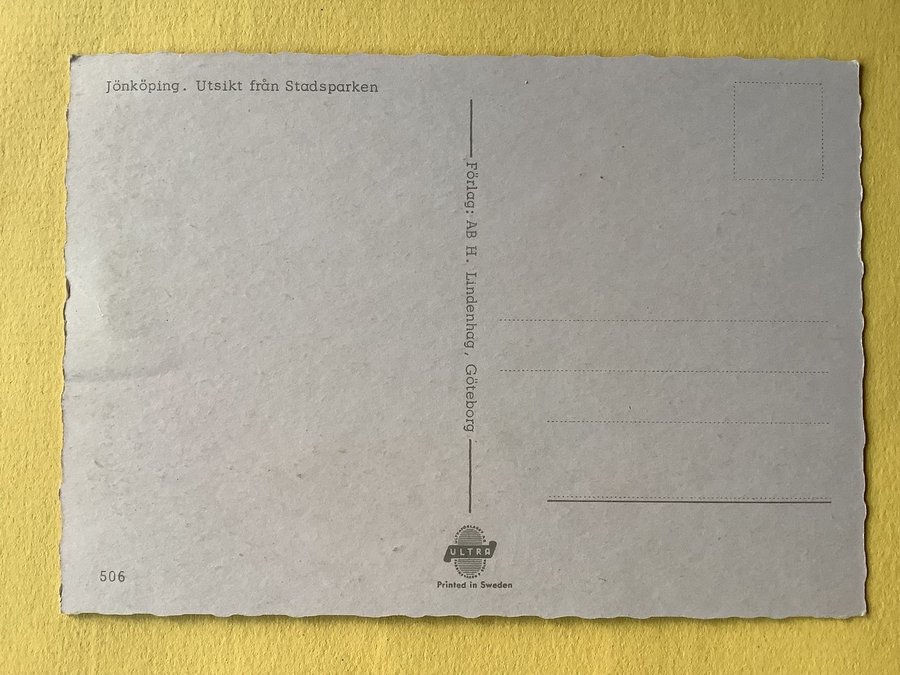 Jönköping. Utsikt från Stadsparken
Förlag: AB H. Lindenhag, Göteborg
ULTRA
Printed in Sweden
506